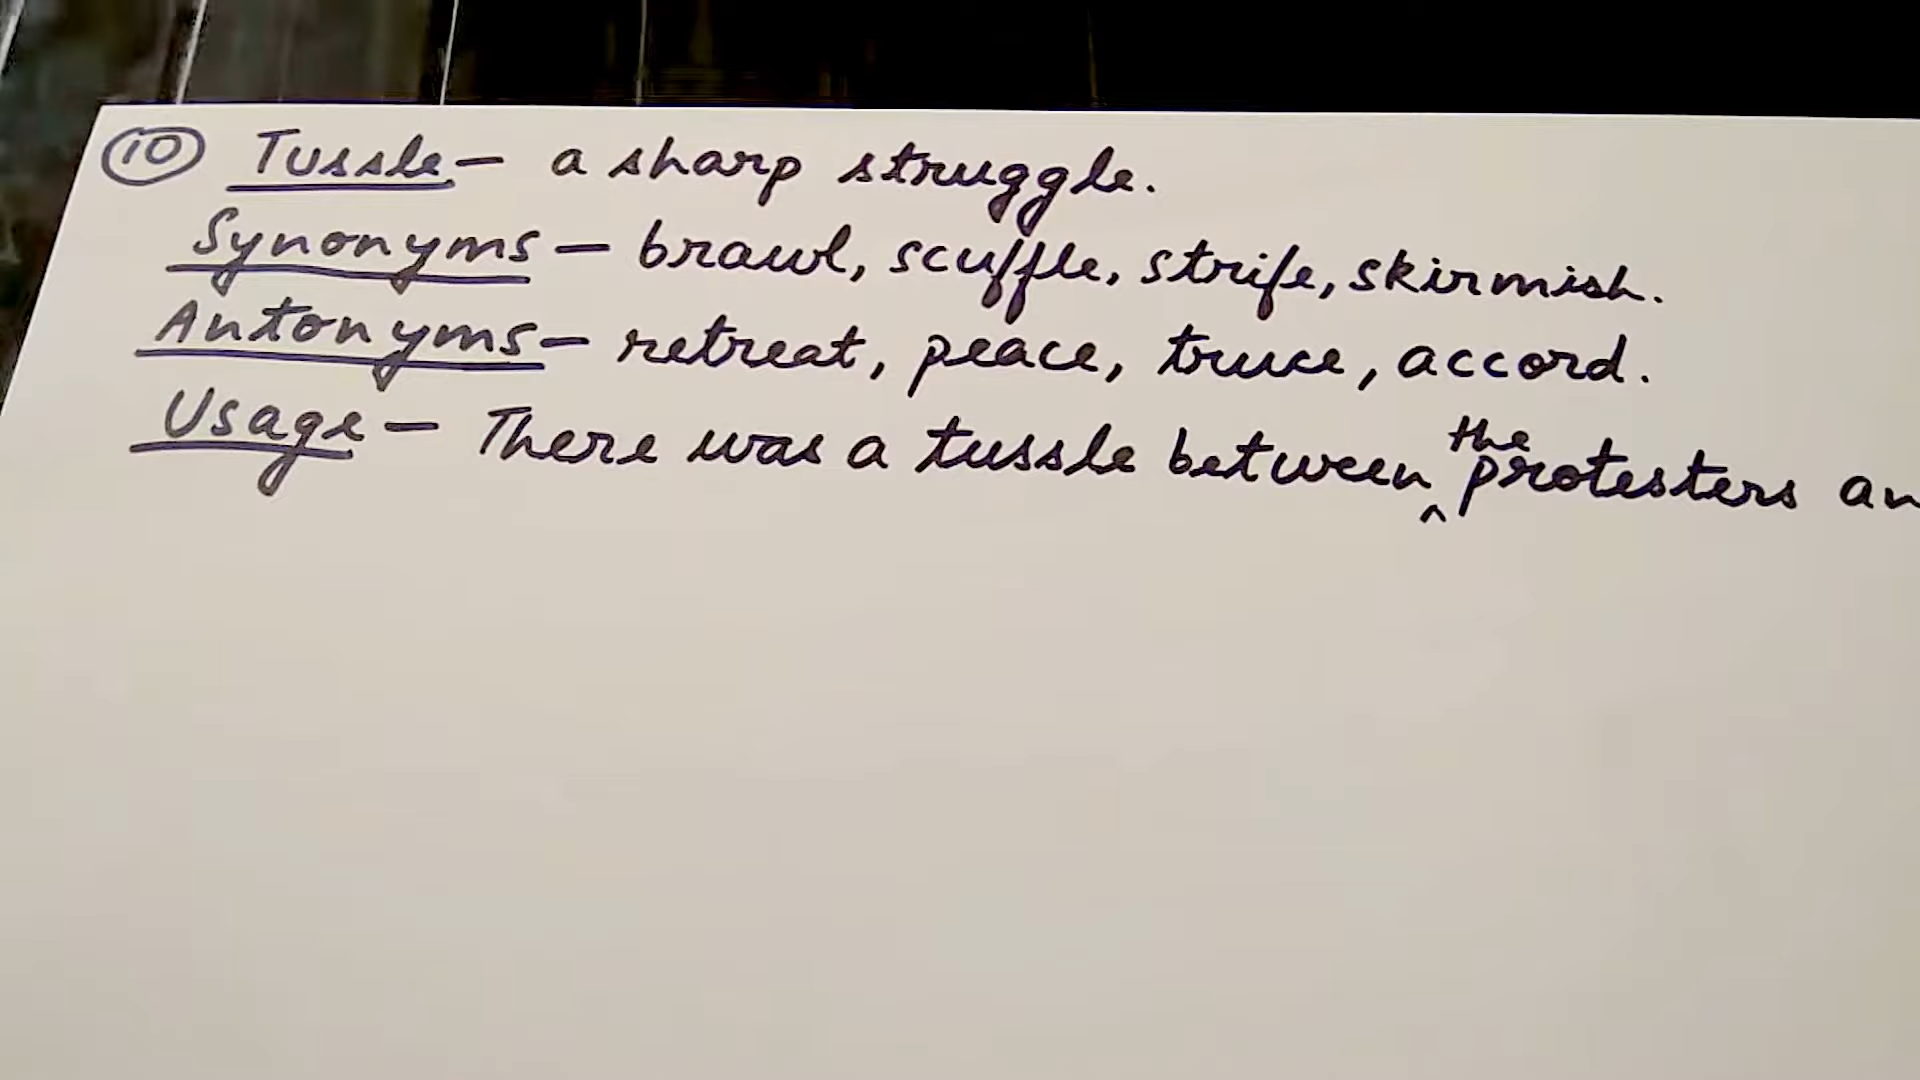 10 Tussle - a sharp struggle.
Synonyms - brawl, scuffle, strife, skirmish.
Antonyms - retreat, peace, truce, accord.
Usage - There was a tussle between the protesters an